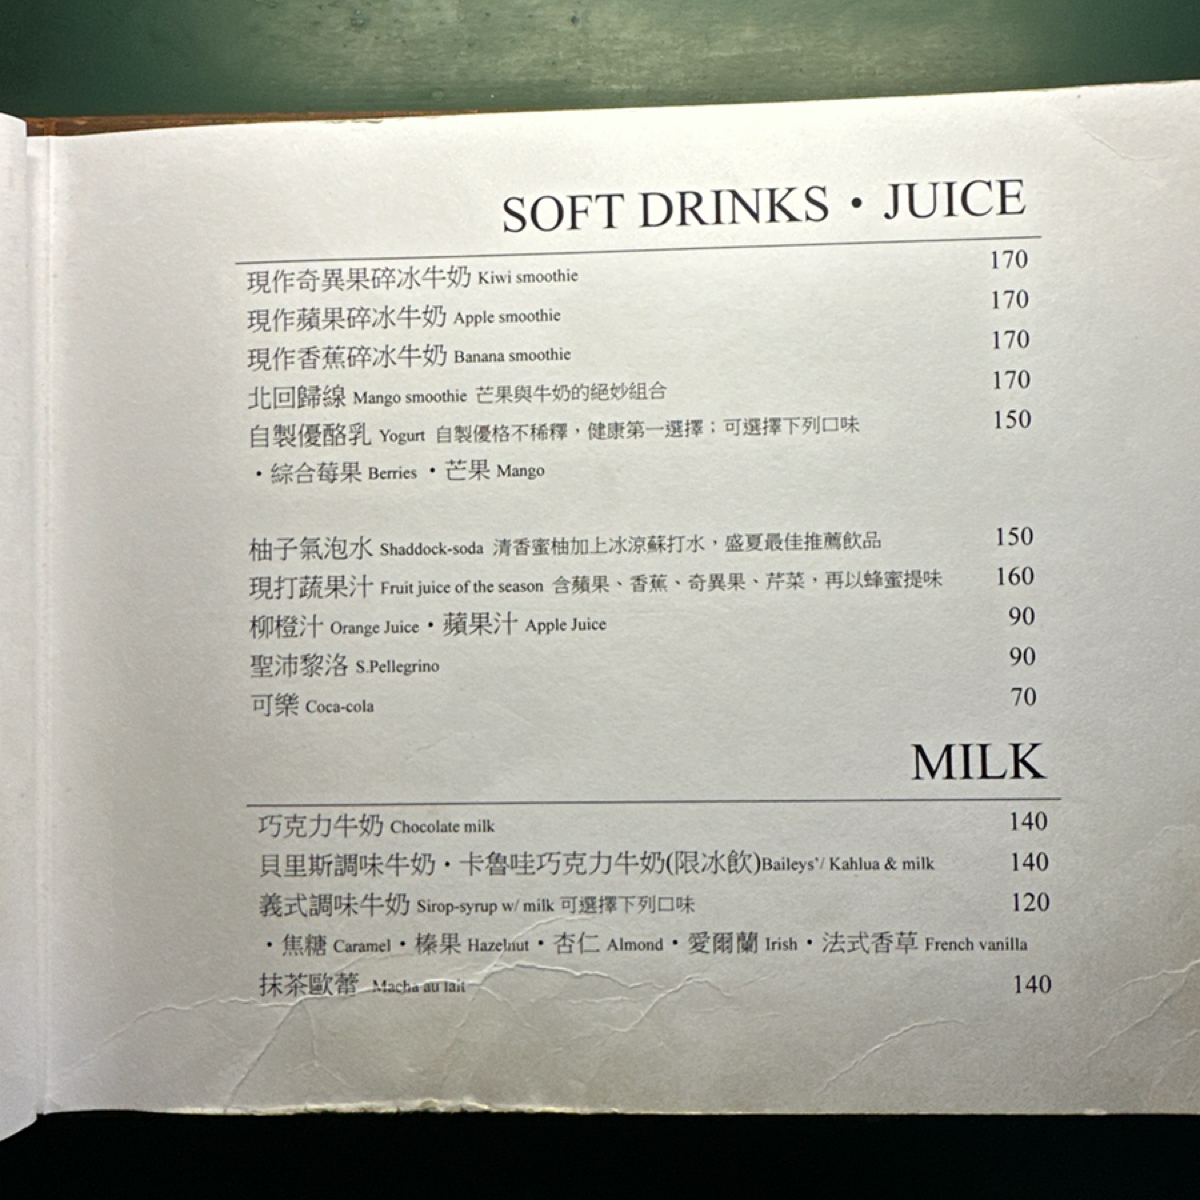 SOFT DRINKS・JUICE
現作奇異果碎冰牛奶 Kiwi smoothie 170
現作蘋果碎冰牛奶 Apple smoothie 170
現作香蕉碎冰牛奶 Banana smoothie 170
北回歸線 Mango smoothie 芒果與牛奶的絕妙組合 170
自製優酪乳 Yogurt 自製優格不稀釋，健康第一選擇；可選擇下列口味 150
・綜合莓果 Berries ・芒果 Mango
柚子氣泡水 Shaddock-soda 清香蜜柚加上冰涼蘇打水，盛夏最佳推薦飲品 150
現打蔬果汁 Fruit juice of the season 含蘋果、香蕉、奇異果、芹菜，再以蜂蜜提味 160
柳橙汁 Orange Juice・蘋果汁 Apple Juice 90
聖沛黎洛 S.Pellegrino 90
可樂 Coca-cola 70
MILK
巧克力牛奶 Chocolate milk 140
貝里斯調味牛奶・卡魯哇巧克力牛奶(限冰飲)Baileys'/ Kahlua & milk 140
義式調味牛奶 Sirop-syrup w/ milk 可選擇下列口味 120
・焦糖 Caramel・榛果 Hazelnut・杏仁 Almond・愛爾蘭 Irish・法式香草 French vanilla
抹茶歐蕾 Macha au lait 140